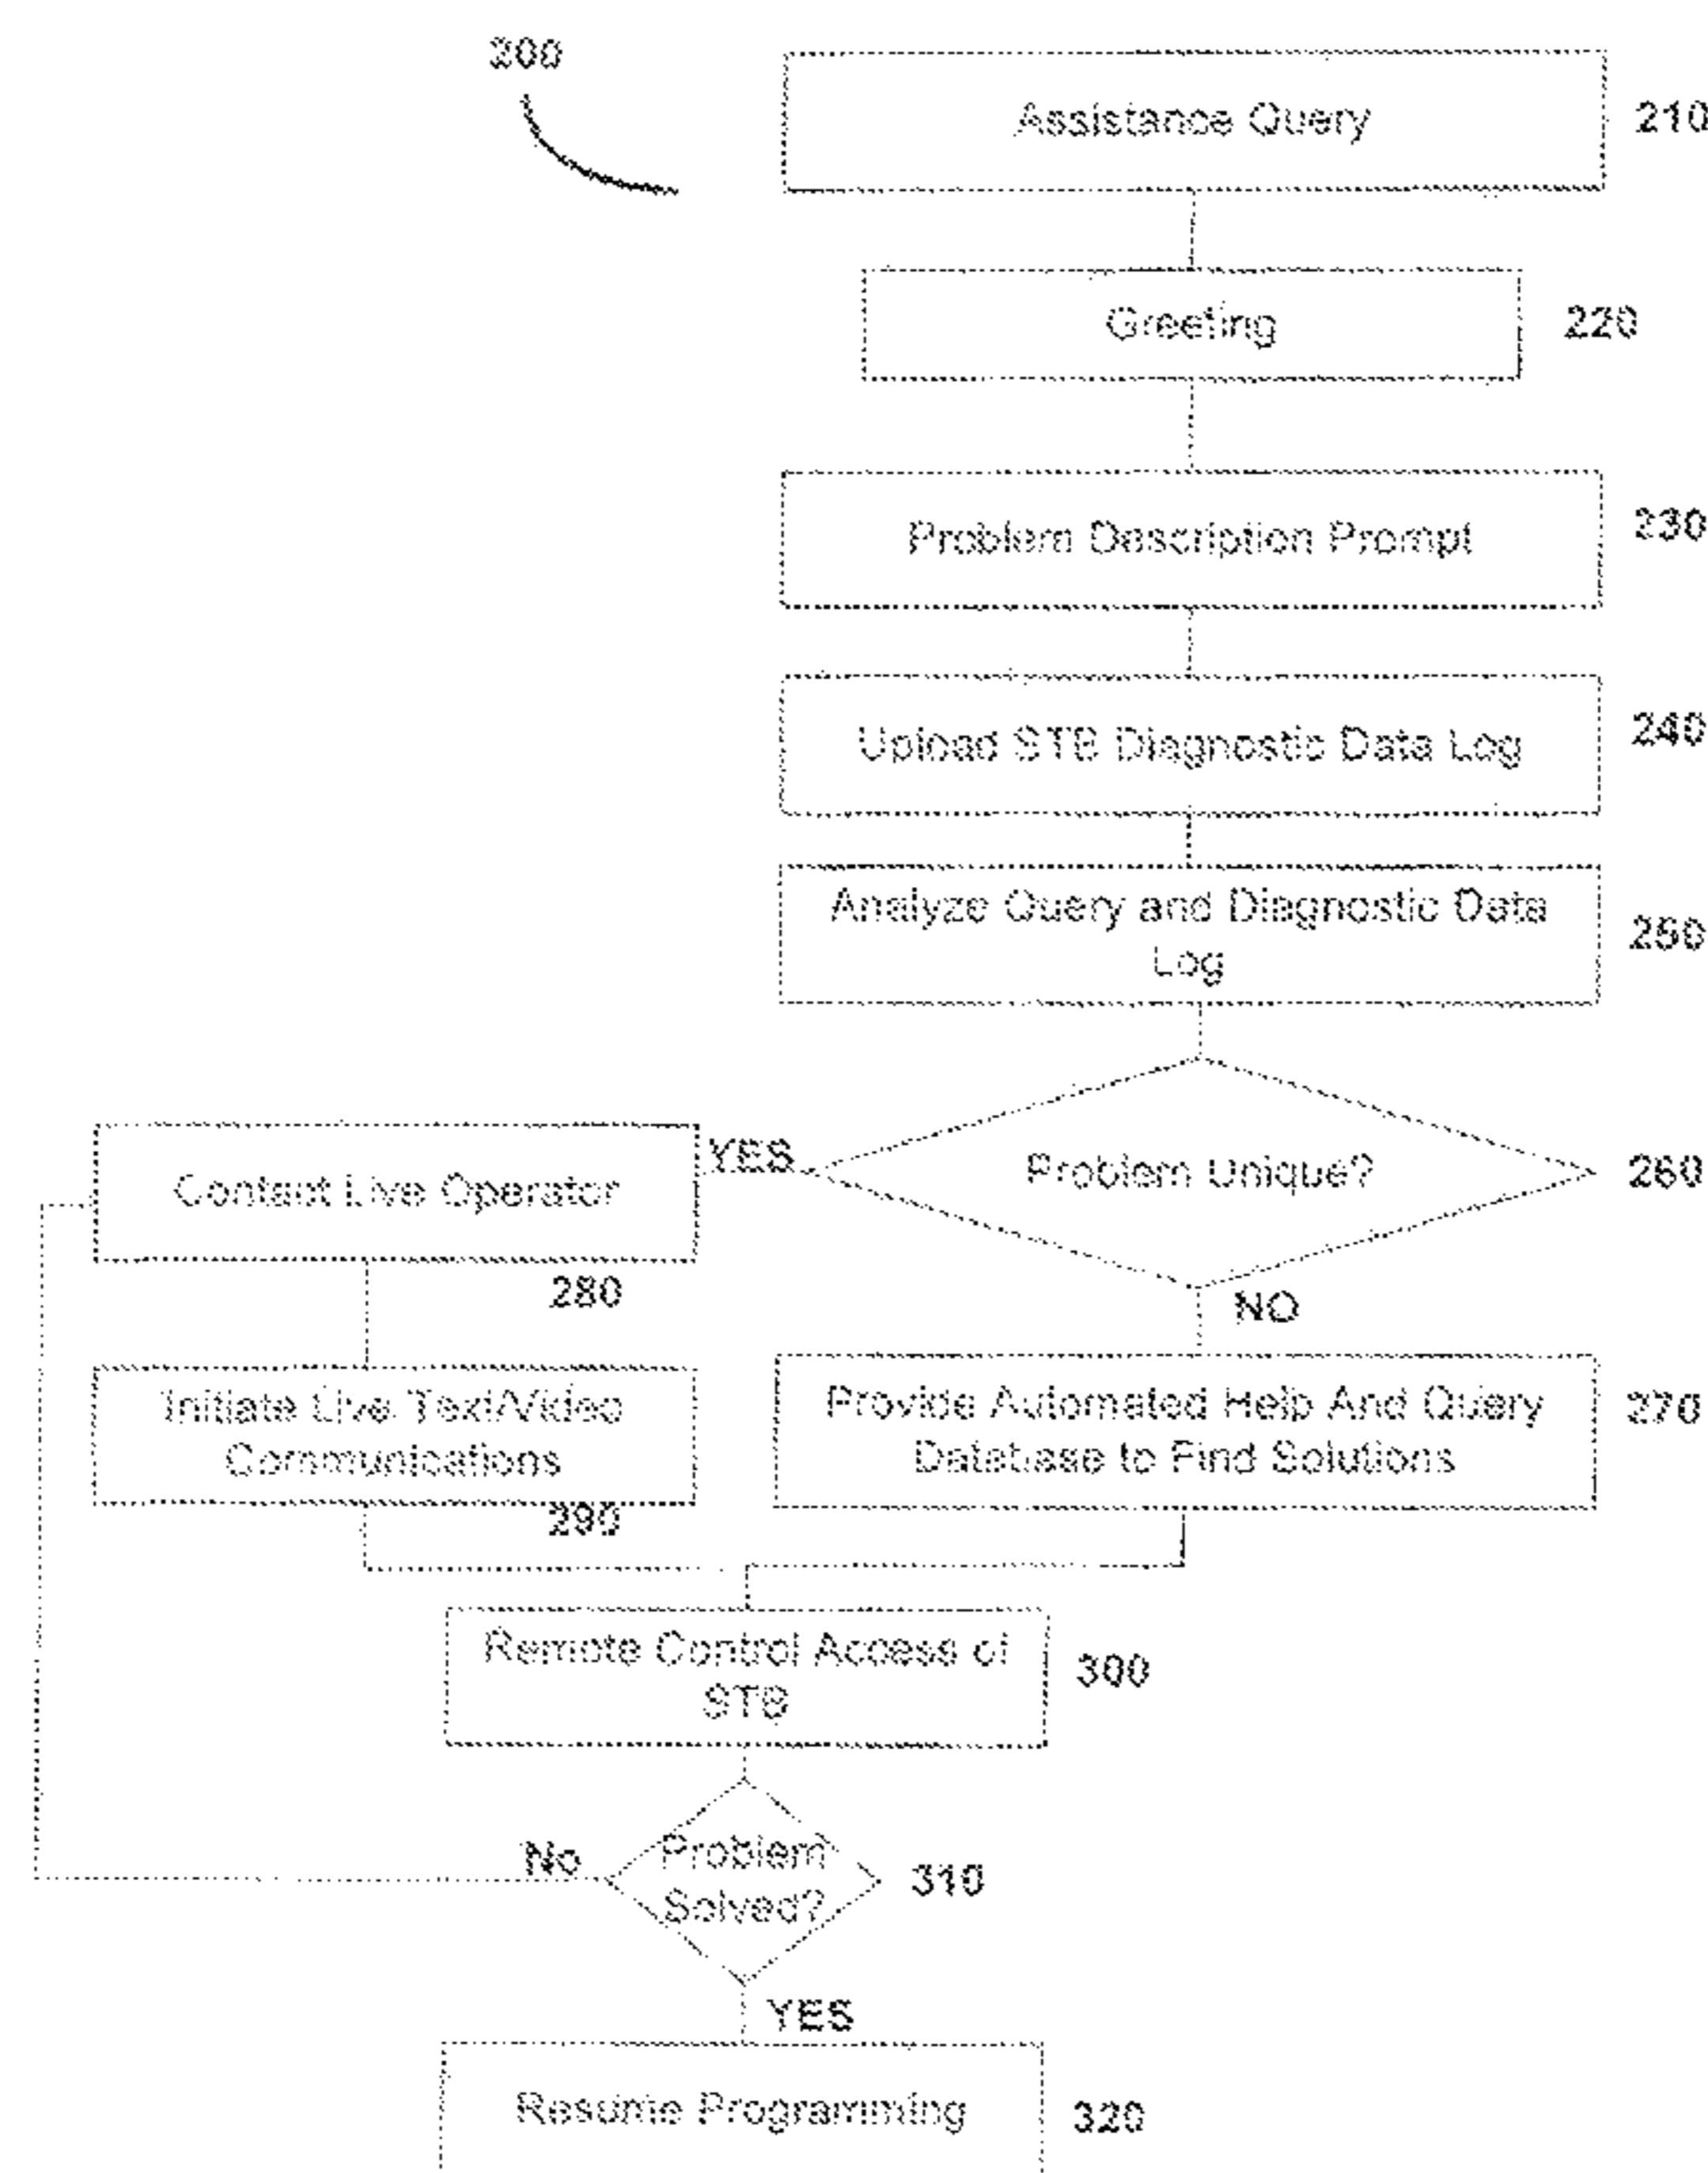 200
Assistance Query
210
Greeting
220
Problem Description Prompt
230
Upload STB Diagnostic Data Log
240
Analyze Query and Diagnostic Data
Log
250
Problem Unique?
260
YES
Contact Live Operator
280
NO
Initiate Live Text/Video
Communications
290
Provide Automated Help And Query
Database to Find Solutions
270
Remote Control Access of
STB
300
Problem
Solved?
310
No
YES
Resume Programming
320